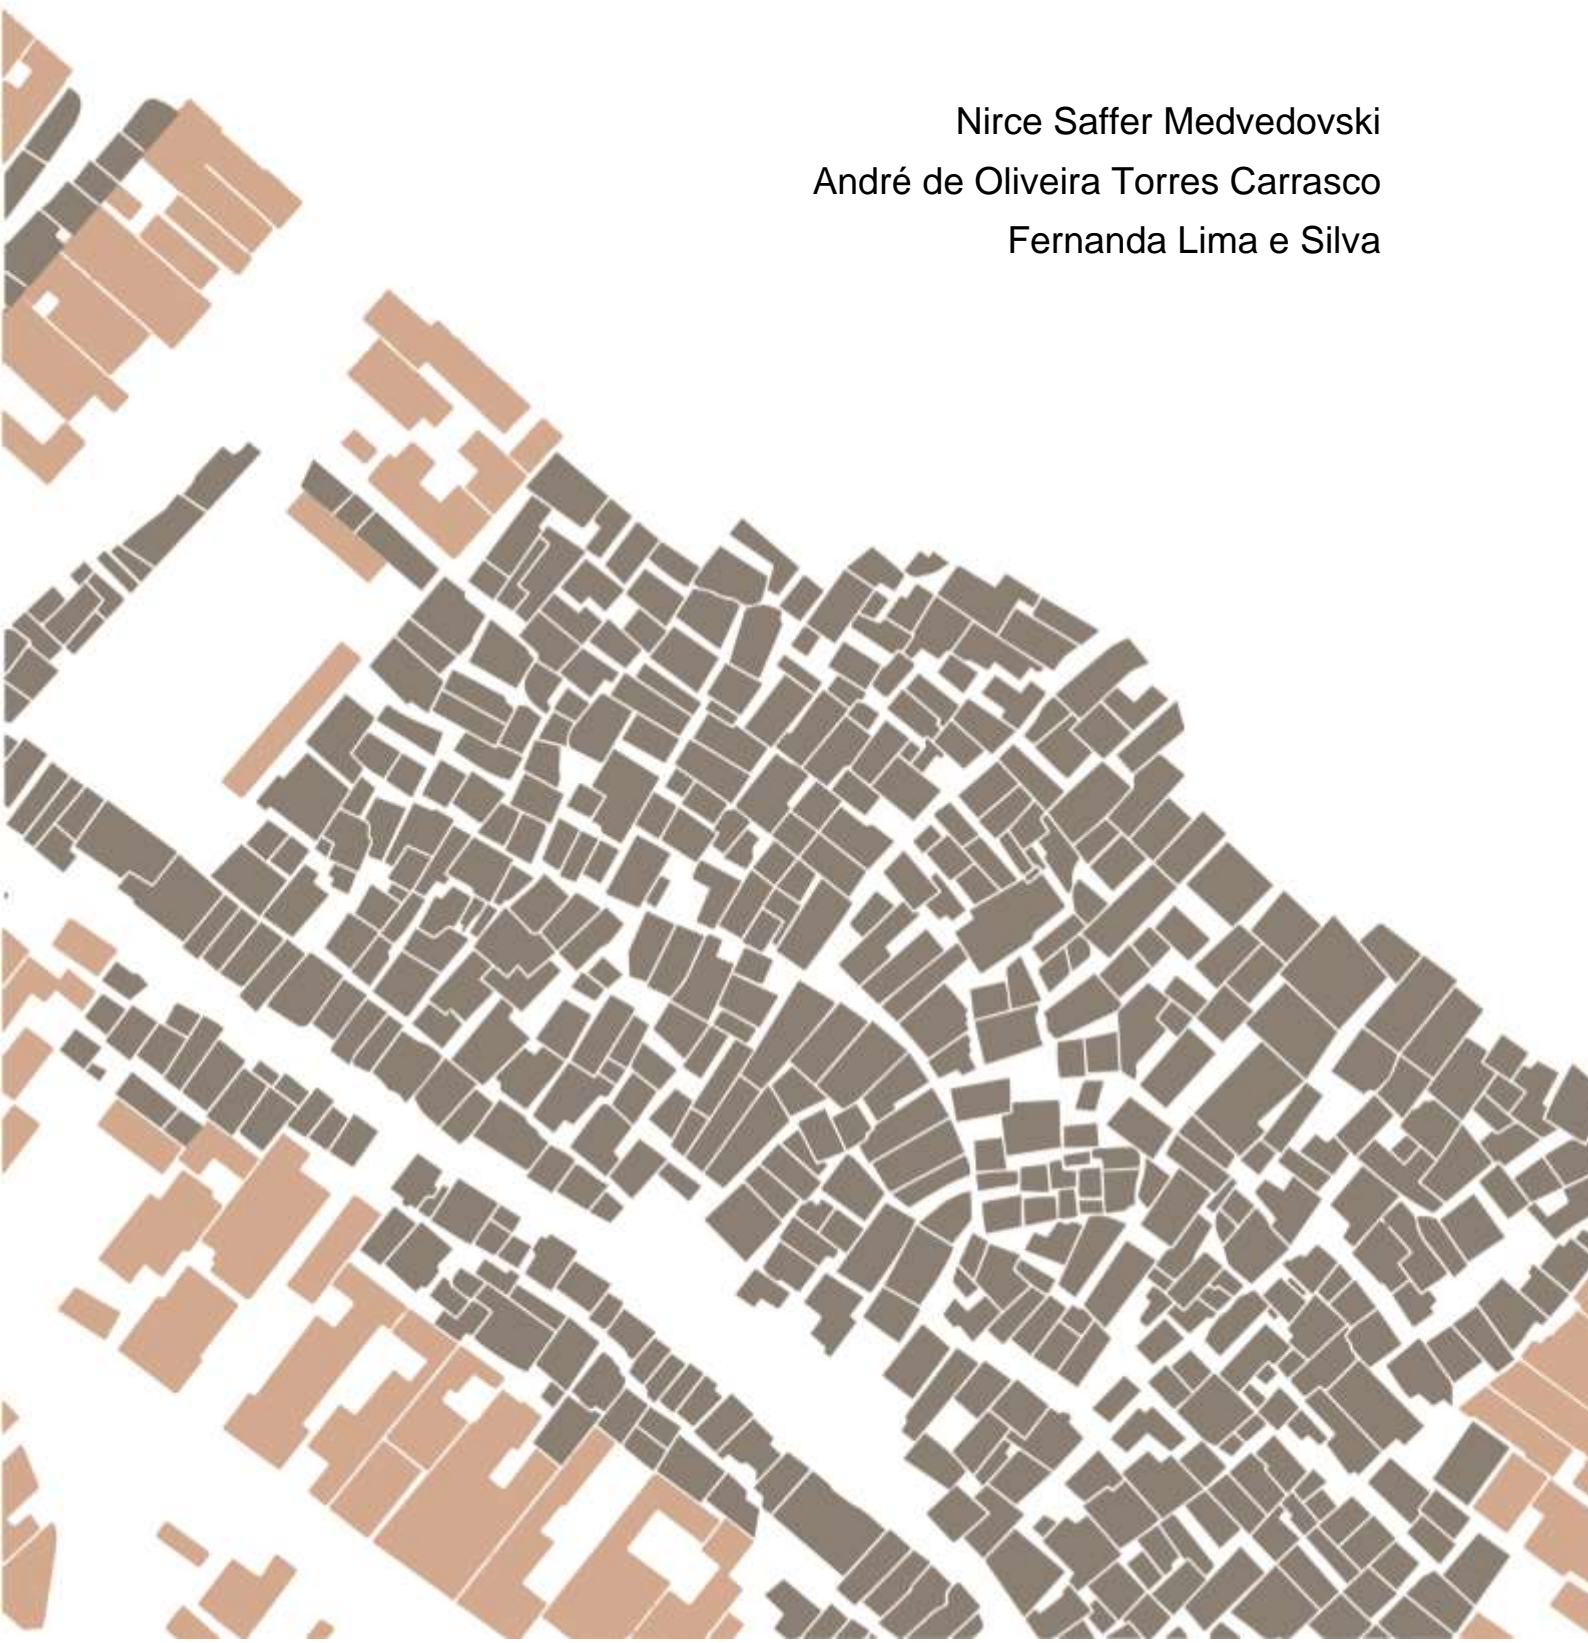 Nirce Saffer Medvedovski
André de Oliveira Torres Carrasco
Fernanda Lima e Silva